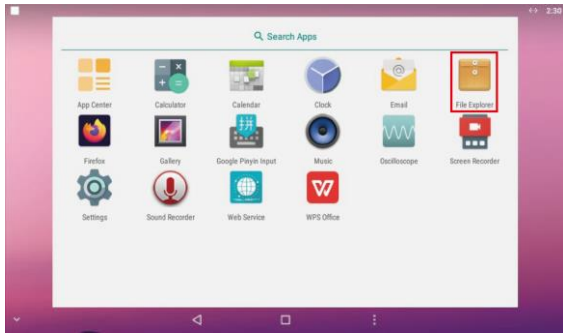 2:30
Search Apps
App Center
Calculator
Calendar
Clock
Email
File Explorer
Firefox
Gallery
Google Pinyin Input
Music
Oscilloscope
Screen Recorder
Settings
Sound Recorder
Web Service
WPS Office
拼
W